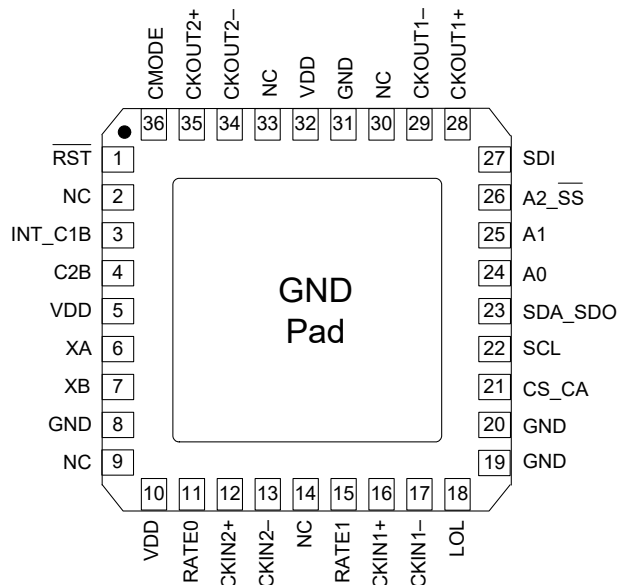 CMODE
CKOUT2+
CKOUT2–
NC
VDD
GND
NC
CKOUT1–
CKOUT1+
36 35 34 33 32 31 30 29 28
R̅S̅T̅ 1
NC 2
INT_C1B 3
C2B 4
VDD 5
XA 6
XB 7
GND 8
NC 9
GND
Pad
27 SDI
26 A2_S̅S̅
25 A1
24 A0
23 SDA_SDO
22 SCL
21 CS_CA
20 GND
19 GND
10 11 12 13 14 15 16 17 18
VDD
RATE0
CKIN2+
CKIN2–
NC
RATE1
CKIN1+
CKIN1–
LOL